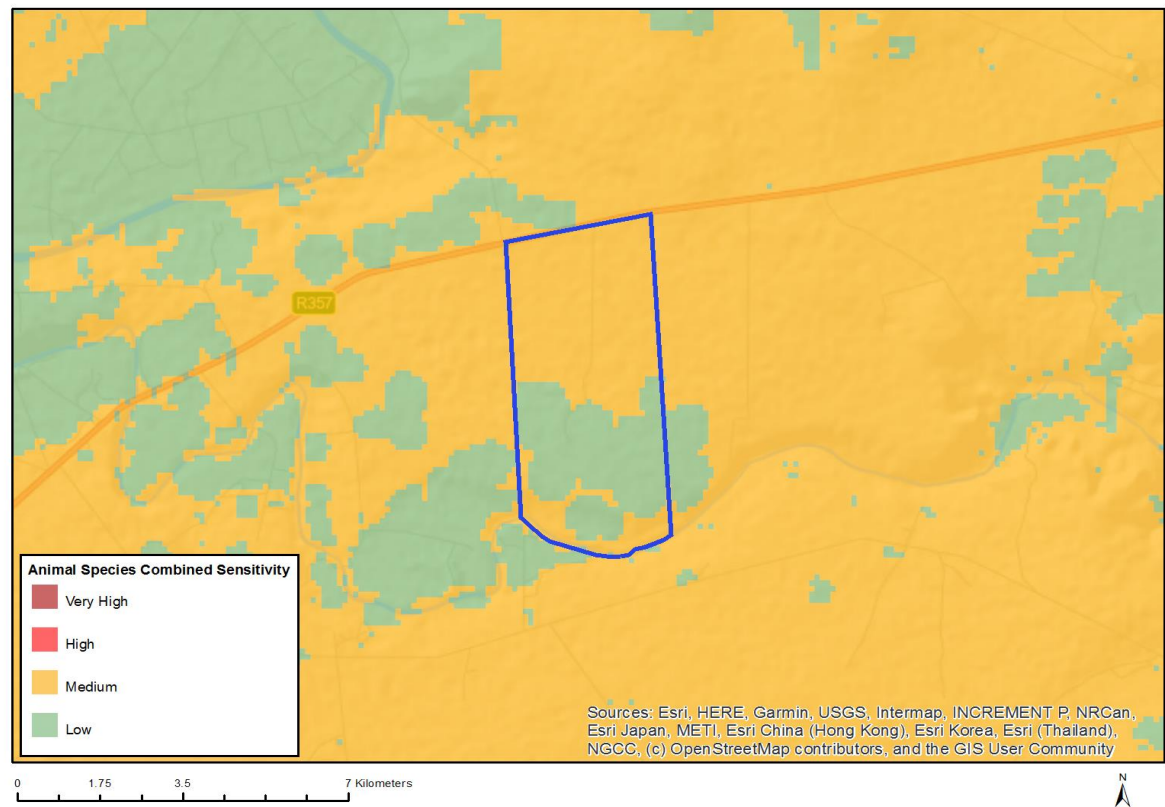 R357
Animal Species Combined Sensitivity
Very High
High
Medium
Low
Sources: Esri, HERE, Garmin, USGS, Intermap, INCREMENT P, NRCan,
Esri Japan, METI, Esri China (Hong Kong), Esri Korea, Esri (Thailand),
NGCC, (c) OpenStreetMap contributors, and the GIS User Community
0 1.75 3.5 7 Kilometers
N